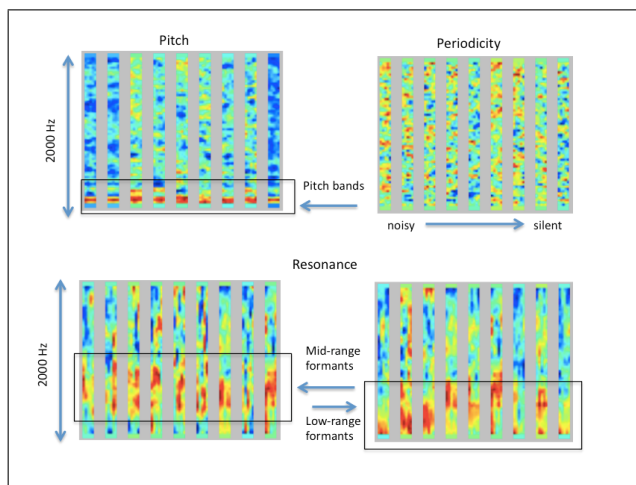 Pitch
Periodicity
2000 Hz
Pitch bands
noisy
silent
Resonance
2000 Hz
Mid-range
formants
Low-range
formants